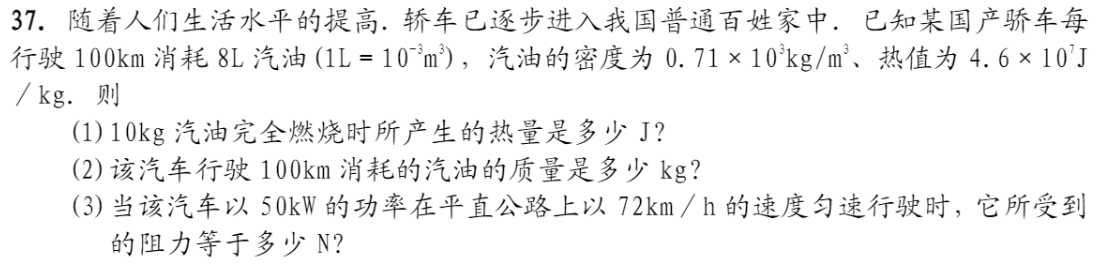 37. 随着人们生活水平的提高. 轿车已逐步进入我国普通百姓家中. 已知某国产骄车每
行驶 100km 消耗 8L 汽油 (1L = 10⁻³m³) , 汽油的密度为 0.71 × 10³kg/m³、热值为 4.6 × 10⁷J
/ kg. 则
(1) 10kg 汽油完全燃烧时所产生的热量是多少 J?
(2) 该汽车行驶 100km 消耗的汽油的质量是多少 kg?
(3) 当该汽车以 50kW 的功率在平直公路上以 72km / h 的速度匀速行驶时, 它所受到
的阻力等于多少 N?